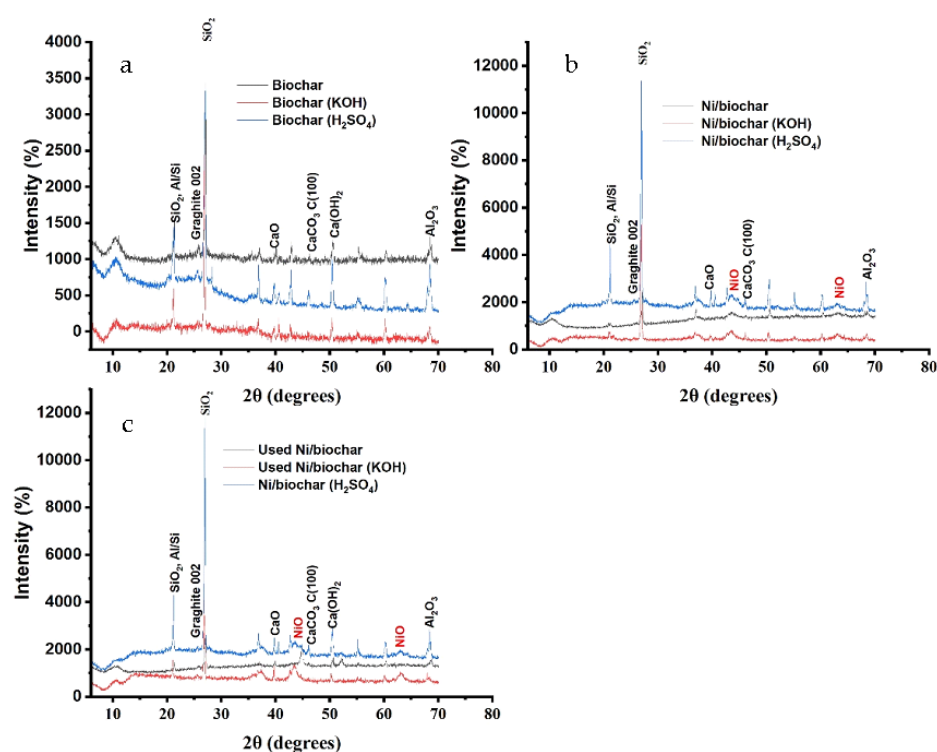 SiO2
4000
3500
3000
2500
2000
1500
1000
500
0
Intensity (%)
a
Biochar
Biochar (KOH)
Biochar (H2SO4)
SiO2, Al/Si
Graghite 002
CaO
CaCO3 C(100)
Ca(OH)2
Al2O3
10 20 30 40 50 60 70 80
2θ (degrees)
SiO2
12000
10000
8000
6000
4000
2000
0
Intensity (%)
b
Ni/biochar
Ni/biochar (KOH)
Ni/biochar (H2SO4)
SiO2, Al/Si
Graghite 002
CaO
NiO
CaCO3 C(100)
NiO
Al2O3
10 20 30 40 50 60 70 80
2θ (degrees)
SiO2
12000
10000
8000
6000
4000
2000
0
Intensity (%)
c
Used Ni/biochar
Used Ni/biochar (KOH)
Ni/biochar (H2SO4)
SiO2, Al/Si
Graghite 002
CaO
NiO
CaCO3 C(100)
Ca(OH)2
NiO
Al2O3
10 20 30 40 50 60 70 80
2θ (degrees)